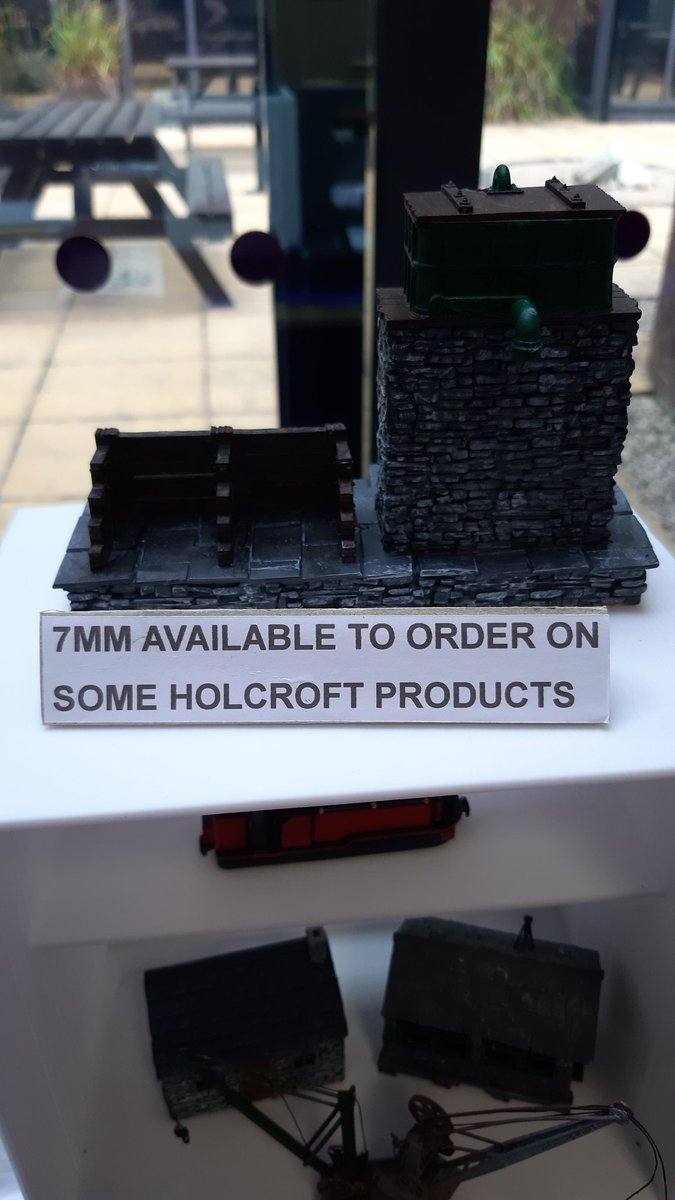 7MM AVAILABLE TO ORDER ON
SOME HOLCROFT PRODUCTS